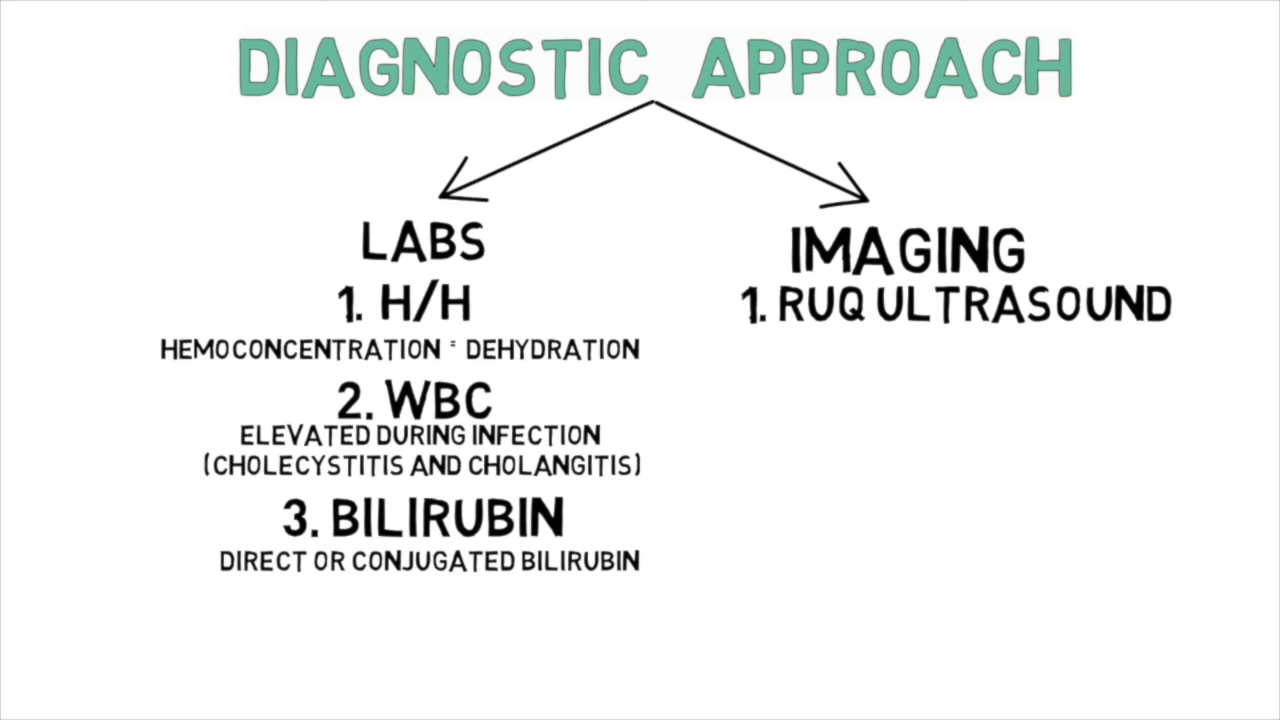 DIAGNOSTIC APPROACH
LABS
1. H/H
HEMOCONCENTRATION = DEHYDRATION
2. WBC
ELEVATED DURING INFECTION
(CHOLECYSTITIS AND CHOLANGITIS)
3. BILIRUBIN
DIRECT OR CONJUGATED BILIRUBIN
IMAGING
1. RUQ ULTRASOUND